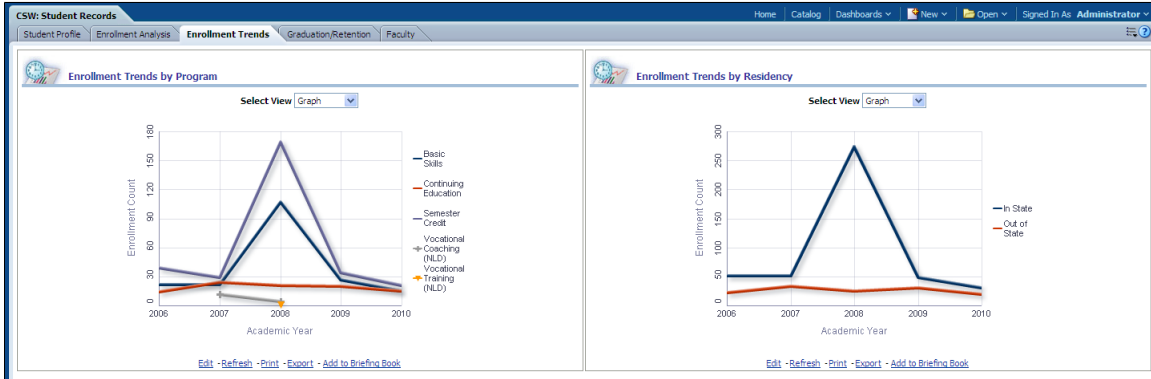 CSW: Student Records
Home Catalog Dashboards New Open Signed In As Administrator
Student Profile Enrollment Analysis Enrollment Trends Graduation/Retention Faculty
Enrollment Trends by Program
Select View Graph
180
150
120
90
60
30
0
Enrollment Count
2006 2007 2008 2009 2010
Academic Year
Basic
Skills
Continuing
Education
Semester
Credit
Vocational
Coaching
(NLD)
Vocational
Training
(NLD)
Edit - Refresh - Print - Export - Add to Briefing Book
Enrollment Trends by Residency
Select View Graph
300
250
200
150
100
50
0
Enrollment Count
2006 2007 2008 2009 2010
Academic Year
In State
Out of
State
Edit - Refresh - Print - Export - Add to Briefing Book